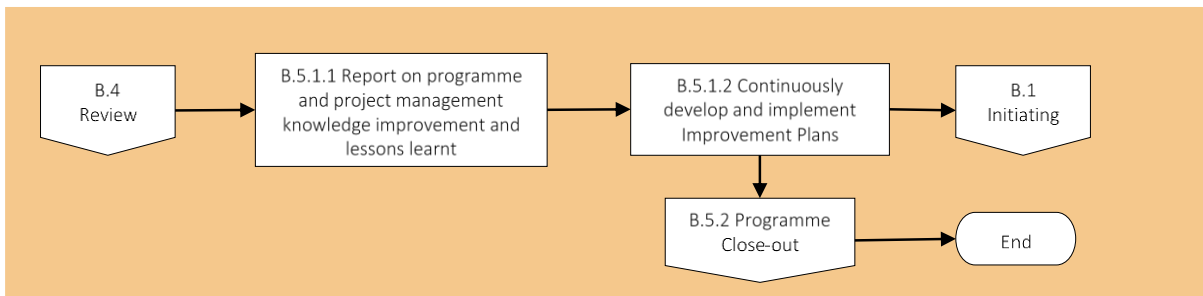 B.4
Review
B.5.1.1 Report on programme
and project management
knowledge improvement and
lessons learnt
B.5.1.2 Continuously
develop and implement
Improvement Plans
B.1
Initiating
B.5.2 Programme
Close-out
End